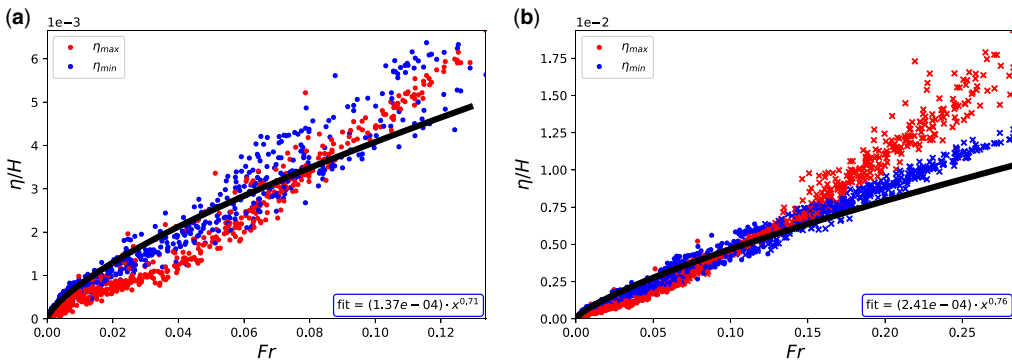 (a)
1e−3
η/H
6
5
4
3
2
1
0
η_max
η_min
fit = (1.37e − 04) · x^0.71
0.00 0.02 0.04 0.06 0.08 0.10 0.12
Fr
(b)
1e−2
η/H
1.75
1.50
1.25
1.00
0.75
0.50
0.25
0.00
η_max
η_min
fit = (2.41e − 04) · x^0.76
0.00 0.05 0.10 0.15 0.20 0.25
Fr